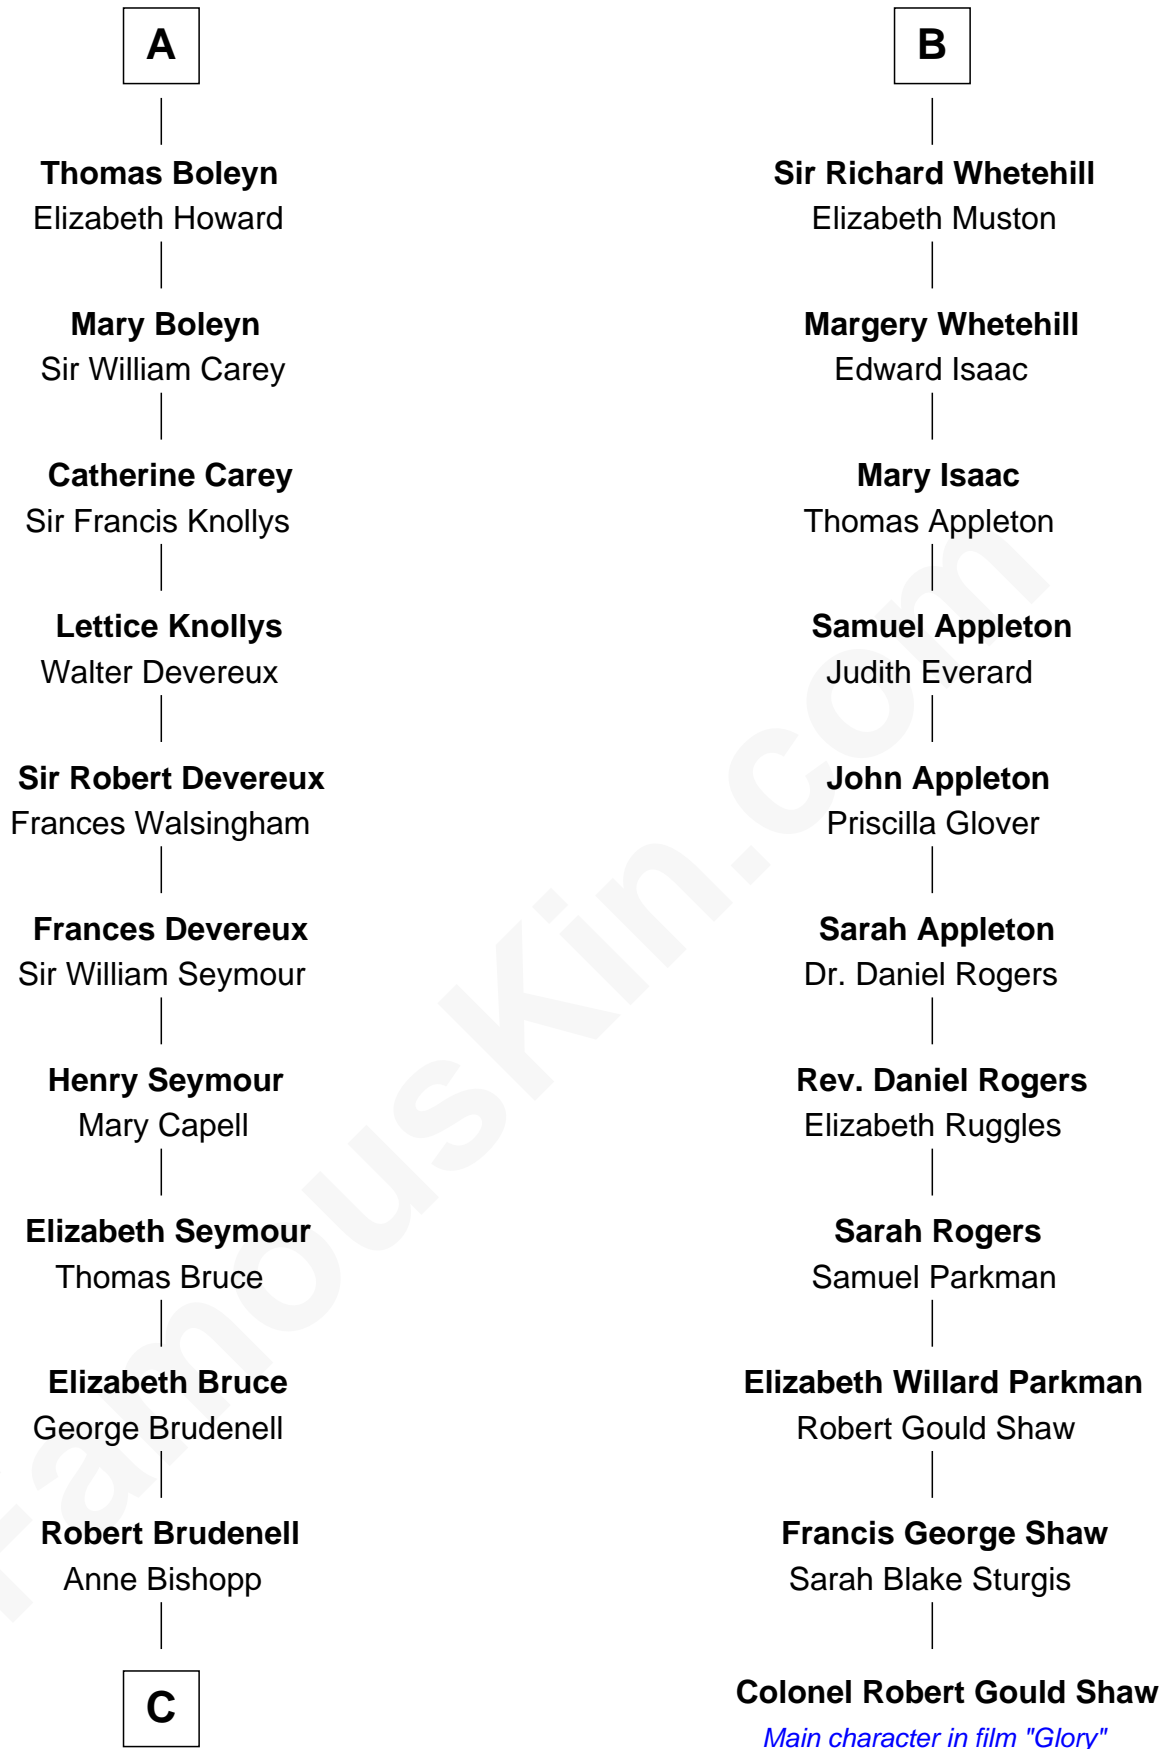 A
Thomas Boleyn
Elizabeth Howard
Mary Boleyn
Sir William Carey
Catherine Carey
Sir Francis Knollys
Lettice Knollys
Walter Devereux
Sir Robert Devereux
Frances Walsingham
Frances Devereux
Sir William Seymour
Henry Seymour
Mary Capell
Elizabeth Seymour
Thomas Bruce
Elizabeth Bruce
George Brudenell
Robert Brudenell
Anne Bishopp
C
B
Sir Richard Whetehill
Elizabeth Muston
Margery Whetehill
Edward Isaac
Mary Isaac
Thomas Appleton
Samuel Appleton
Judith Everard
John Appleton
Priscilla Glover
Sarah Appleton
Dr. Daniel Rogers
Rev. Daniel Rogers
Elizabeth Ruggles
Sarah Rogers
Samuel Parkman
Elizabeth Willard Parkman
Robert Gould Shaw
Francis George Shaw
Sarah Blake Sturgis
Colonel Robert Gould Shaw
Main character in film "Glory"
FamousKin.com